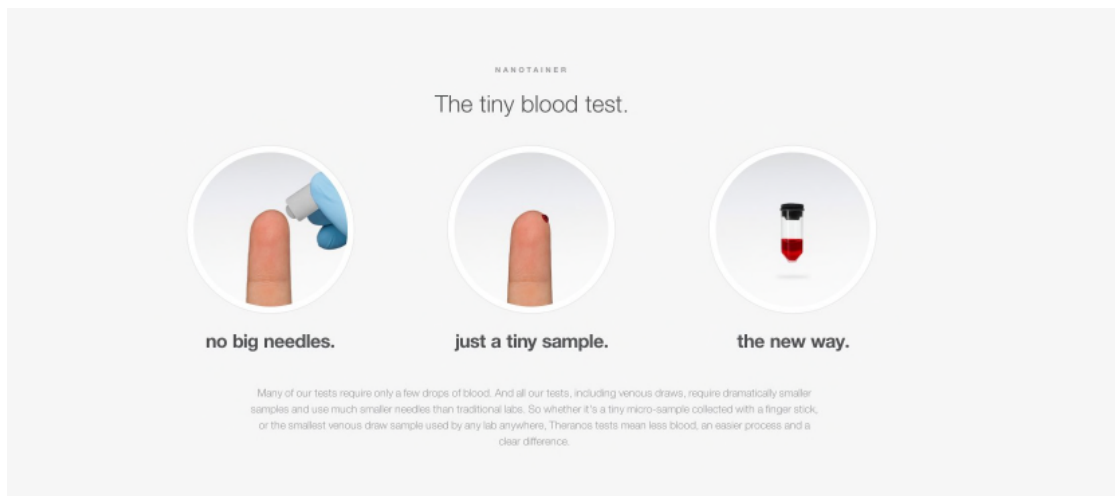 NANOTAINER
The tiny blood test.
no big needles.
just a tiny sample.
the new way.
Many of our tests require only a few drops of blood. And all our tests, including venous draws, require dramatically smaller
samples and use much smaller needles than traditional labs. So whether it's a tiny micro-sample collected with a finger stick,
or the smallest venous draw sample used by any lab anywhere, Theranos tests mean less blood, an easier process and a
clear difference.